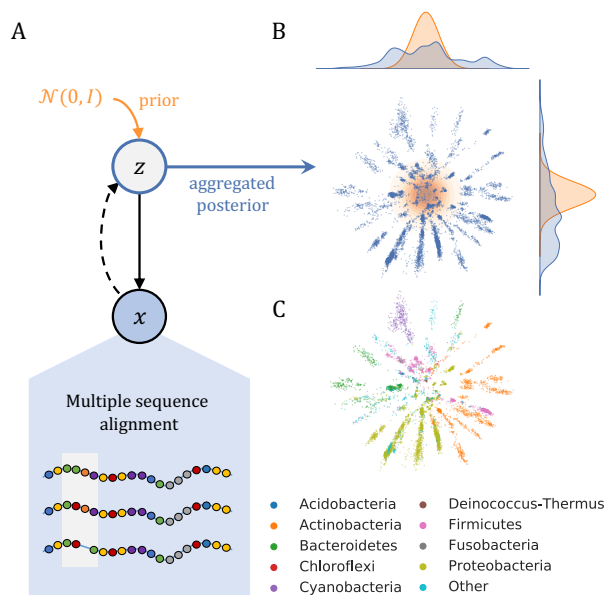 A
B
𝒩(0, I)
prior
z
aggregated
posterior
x
C
Multiple sequence
alignment
Acidobacteria
Actinobacteria
Bacteroidetes
Chloroflexi
Cyanobacteria
Deinococcus-Thermus
Firmicutes
Fusobacteria
Proteobacteria
Other